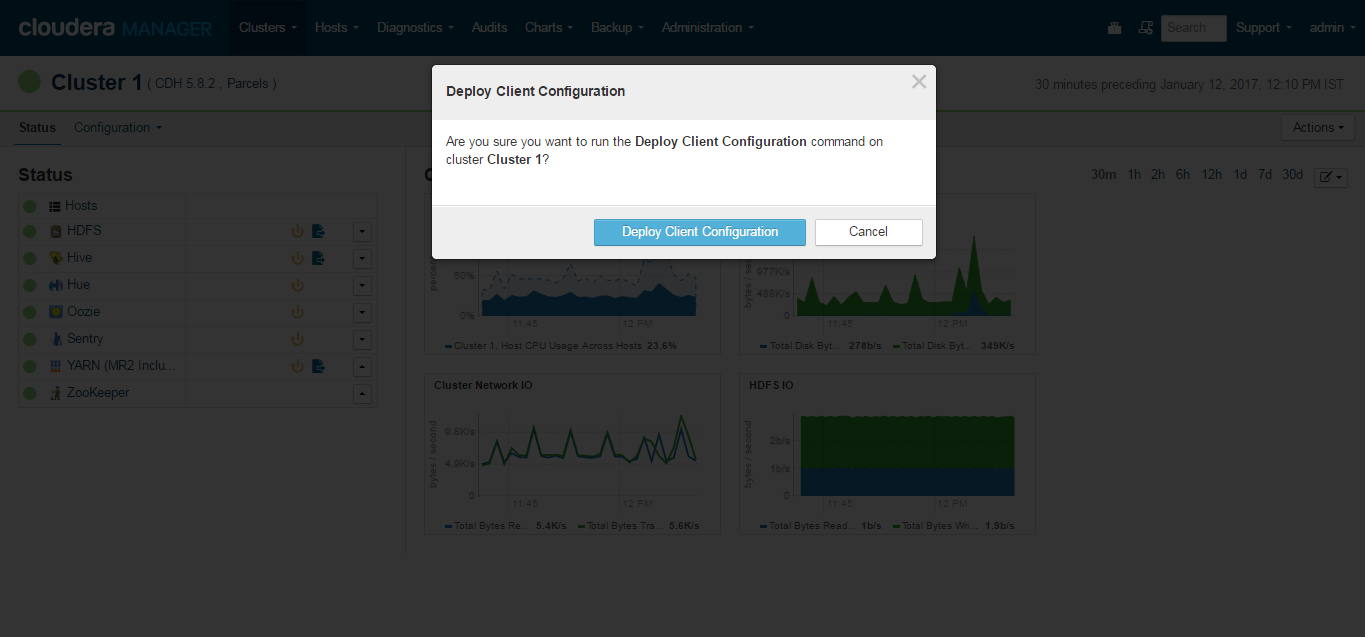 cloudera MANAGER Clusters Hosts Diagnostics Audits Charts Backup Administration Search Support admin
Cluster 1 ( CDH 5.8.2 , Parcels ) 30 minutes preceding January 12, 2017, 12:10 PM IST
Status Configuration Actions
Deploy Client Configuration
Are you sure you want to run the Deploy Client Configuration command on
cluster Cluster 1?
Deploy Client Configuration Cancel
Status
Hosts
HDFS
Hive
Hue
Oozie
Sentry
YARN (MR2 Inclu...
ZooKeeper
30m 1h 2h 6h 12h 1d 7d 30d
50%
0%
11:45 12 PM
Cluster 1, Host CPU Usage Across Hosts 23.6%
bytes / 
977K/s
488K/s
0
11:45 12 PM
Total Disk Byt... 278b/s Total Disk Byt... 349K/s
Cluster Network IO
bytes / second
9.8K/s
4.9K/s
0
11:45 12 PM
Total Bytes Re... 5.4K/s Total Bytes Tra... 5.6K/s
HDFS IO
bytes / second
2b/s
1b/s
0
11:45 12 PM
Total Bytes Read... 1b/s Total Bytes Wri... 1.9b/s